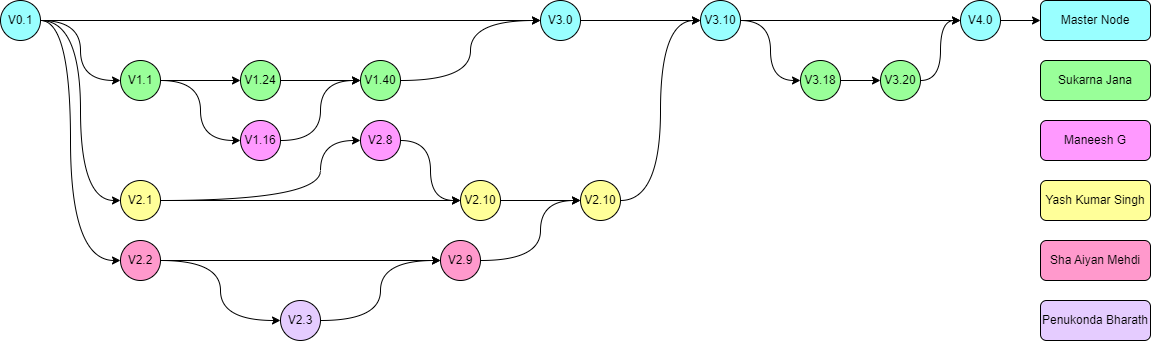 V0.1
V3.0
V3.10
V4.0
Master Node
V1.1
V1.24
V1.40
V3.18
V3.20
Sukarna Jana
V1.16
V2.8
Maneesh G
V2.1
V2.10
V2.10
Yash Kumar Singh
V2.2
V2.9
Sha Aiyan Mehdi
V2.3
Penukonda Bharath